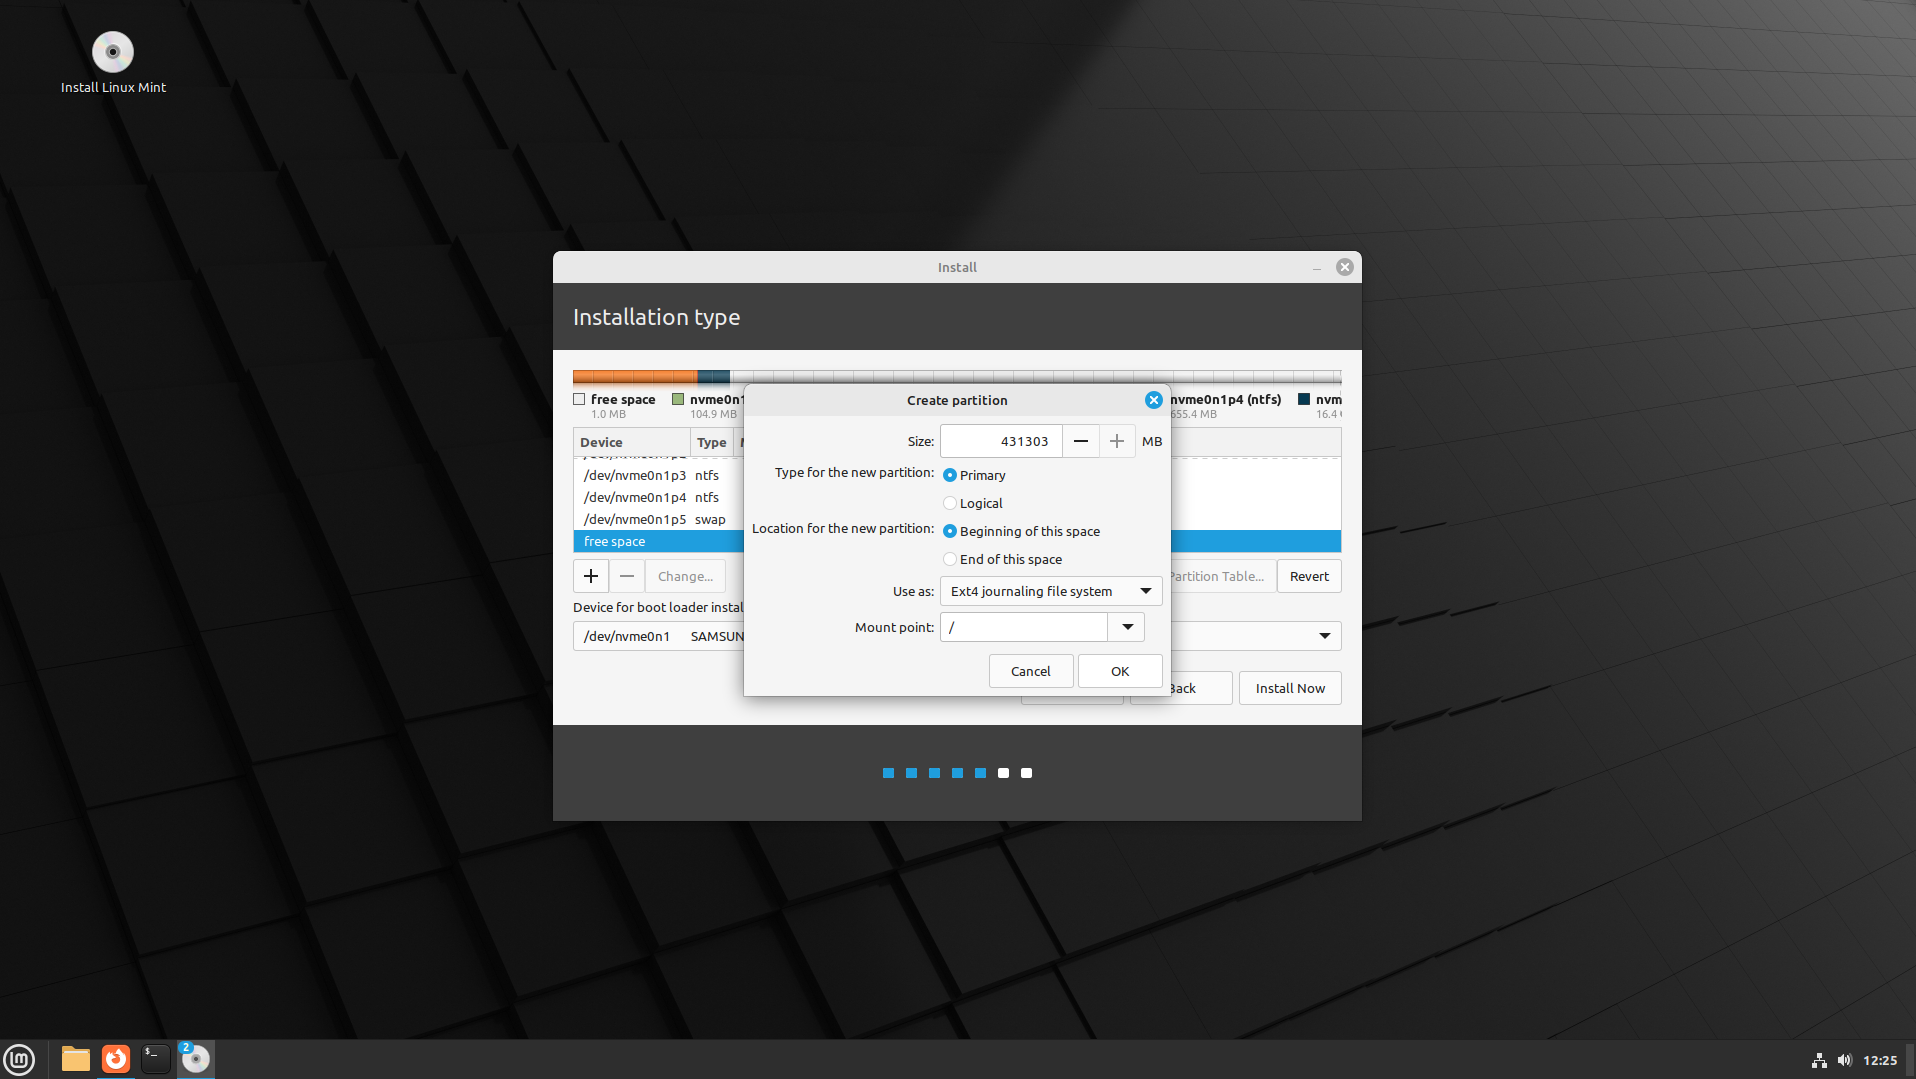 Install Linux Mint
Install
Installation type
free space
1.0 MB
nvme0n1
104.9 MB
nvme0n1p4 (ntfs)
655.4 MB
nvm
16.4
Device Type
/dev/nvme0n1p3 ntfs
/dev/nvme0n1p4 ntfs
/dev/nvme0n1p5 swap
free space
Change...
Partition Table...
Revert
Device for boot loader instal
/dev/nvme0n1 SAMSUN
Back
Install Now
Create partition
Size: 431303 MB
Type for the new partition: Primary
Logical
Location for the new partition: Beginning of this space
End of this space
Use as: Ext4 journaling file system
Mount point: /
Cancel
OK
$_
lm
2
12:25